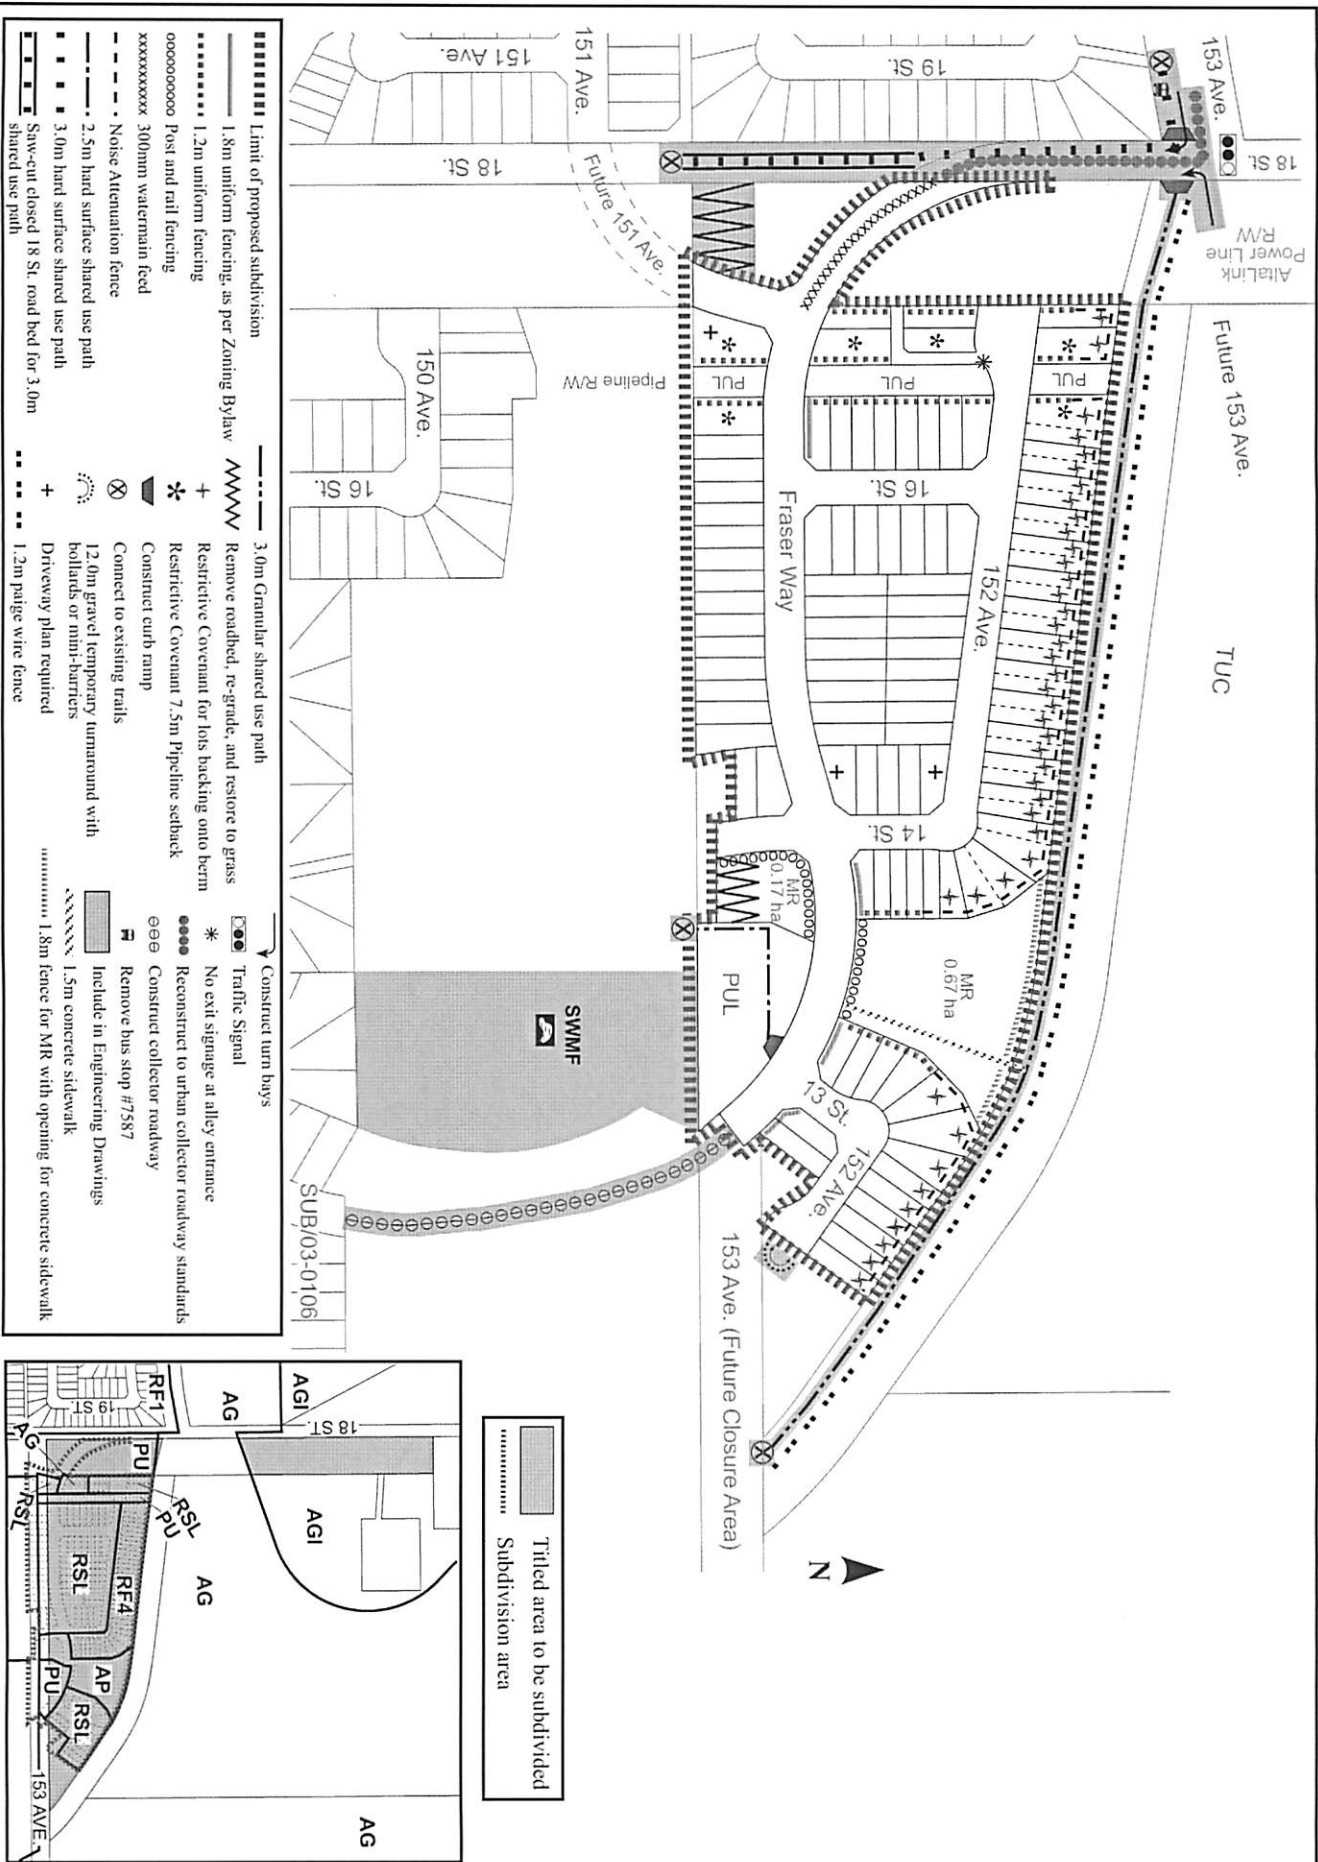 153 Ave.
18 St.
AltaLink
Power Line
R/W
Future 153 Ave.
TUC
19 St.
151 Ave.
151 Ave.
18 St.
Future 151 Ave.
Pipeline R/W
PUL
PUL
PUL
150 Ave.
16 St.
16 St.
Fraser Way
152 Ave.
14 St.
MR
0.17 ha
MR
0.67 ha
PUL
SWMF
13 St.
152 Ave.
153 Ave. (Future Closure Area)
SUB/03-0106
N
Limit of proposed subdivision
1.8m uniform fencing, as per Zoning Bylaw
1.2m uniform fencing
Post and rail fencing
300mm watermain feed
Noise Attenuation fence
2.5m hard surface shared use path
3.0m hard surface shared use path
Saw-cut closed 18 St. road bed for 3.0m
shared use path
3.0m Granular shared use path
Remove roadbed, re-grade, and restore to grass
Restrictive Covenant for lots backing onto berm
Restrictive Covenant 7.5m Pipeline setback
Construct curb ramp
Connect to existing trails
12.0m gravel temporary turnaround with
bollards or mini-barriers
Driveway plan required
1.2m paige wire fence
Construct turn bays
Traffic Signal
No exit signage at alley entrance
Reconstruct to urban collector roadway standards
Construct collector roadway
Remove bus stop #7587
Include in Engineering Drawings
1.5m concrete sidewalk
1.8m fence for MR with opening for concrete sidewalk
Titled area to be subdivided
Subdivision area
AGI
AG
RF1
19 ST.
18 ST.
AGI
AG
PU
AG
RSL
RSL
PU
RSL
RF4
AP
PU
RSL
AG
153 AVE.